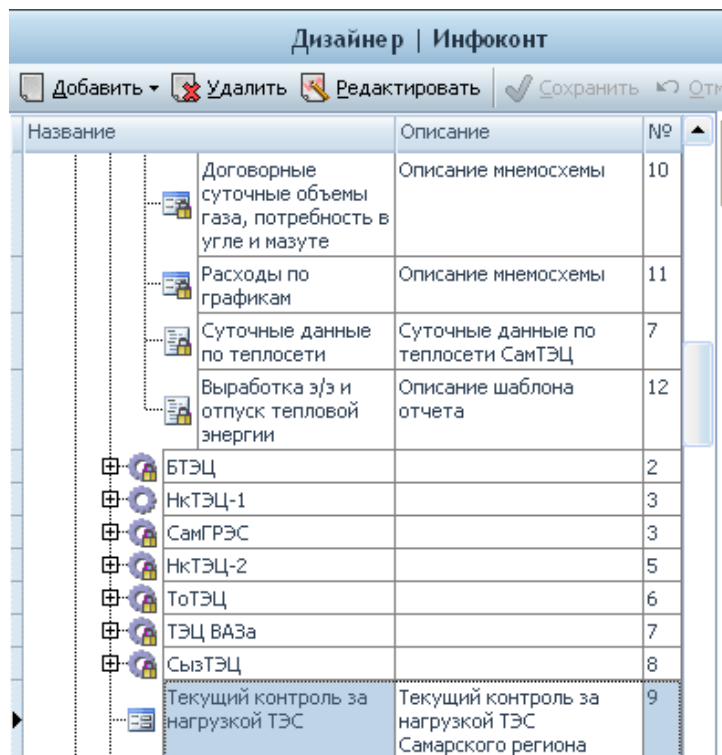 Дизайнер | Инфоконт
Добавить Удалить Редактировать Сохранить
Название Описание №
Договорные суточные объемы газа, потребность в угле и мазуте Описание мнемосхемы 10
Расходы по графикам Описание мнемосхемы 11
Суточные данные по теплосети Суточные данные по теплосети СамТЭЦ 7
Выработка э/э и отпуск тепловой энергии Описание шаблона отчета 12
БТЭЦ 2
НкТЭЦ-1 3
СамГРЭС 3
НкТЭЦ-2 5
ТоТЭЦ 6
ТЭЦ ВАЗа 7
СызТЭЦ 8
Текущий контроль за нагрузкой ТЭС Текущий контроль за нагрузкой ТЭС Самарского региона 9